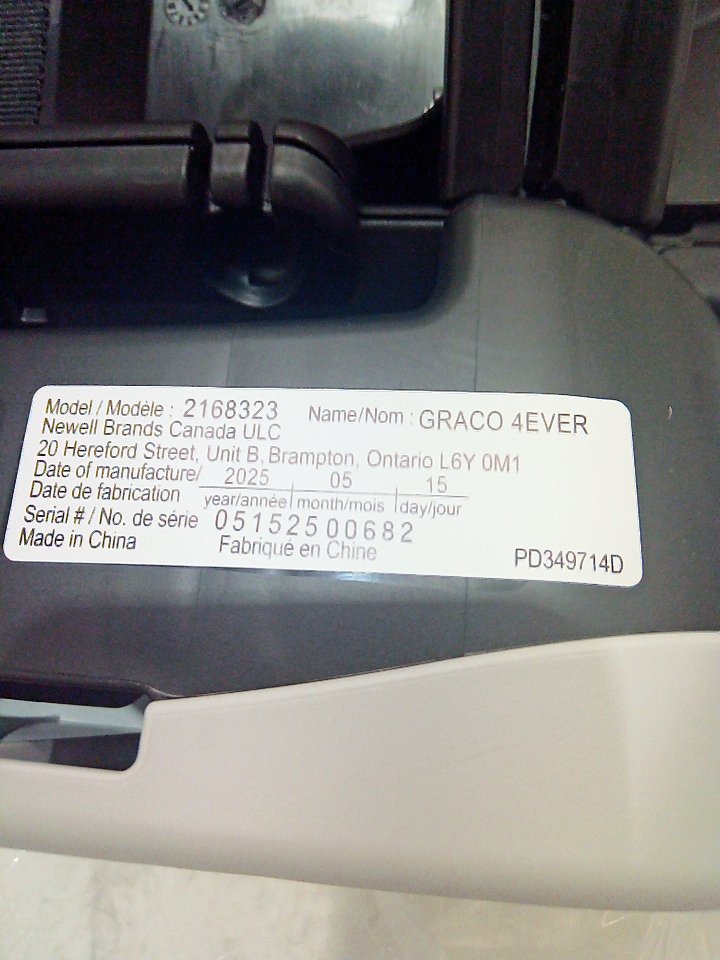 Model / Modèle : 2168323 Name/Nom : GRACO 4EVER
Newell Brands Canada ULC
20 Hereford Street, Unit B, Brampton, Ontario L6Y 0M1
Date of manufacture/ 2025 05 15
Date de fabrication year/année month/mois day/jour
Serial # / No. de série 05152500682
Made in China Fabriqué en Chine PD349714D